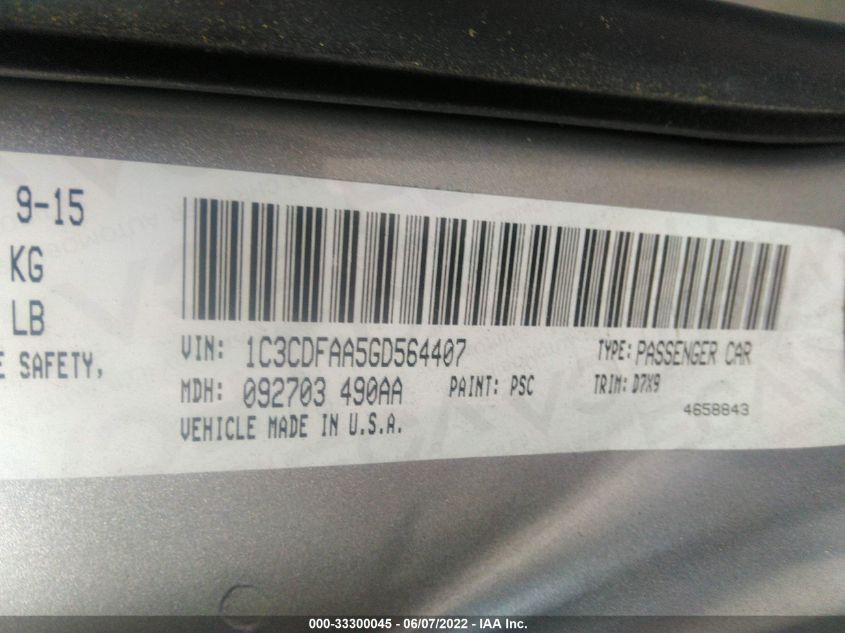 9-15
KG
LB
E SAFETY,
VIN: 1C3CDFAA5GD564407 TYPE: PASSENGER CAR
MDH: 092703 490AA PAINT: PSC TRIM: D7X9
VEHICLE MADE IN U.S.A. 4658843
000-33300045 - 06/07/2022 - IAA Inc.